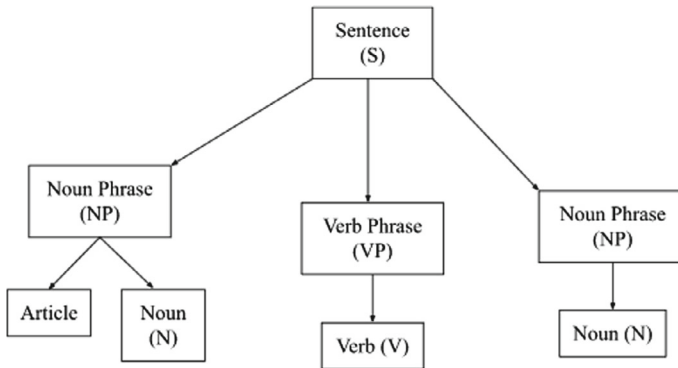 Sentence
(S)
Noun Phrase
(NP)
Verb Phrase
(VP)
Noun Phrase
(NP)
Article
Noun
(N)
Verb (V)
Noun (N)